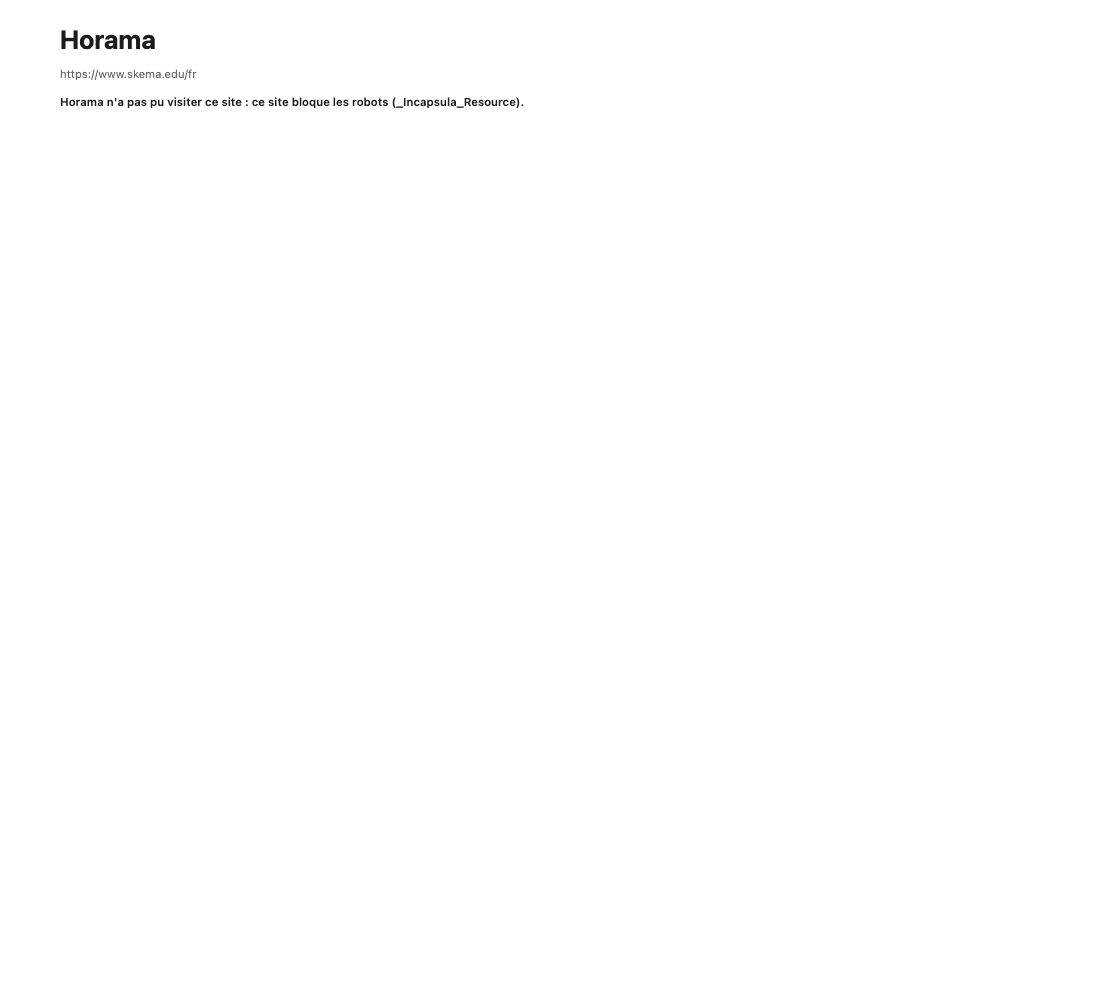 Horama
https://www.skema.edu/fr
Horama n'a pas pu visiter ce site : ce site bloque les robots (_Incapsula_Resource).